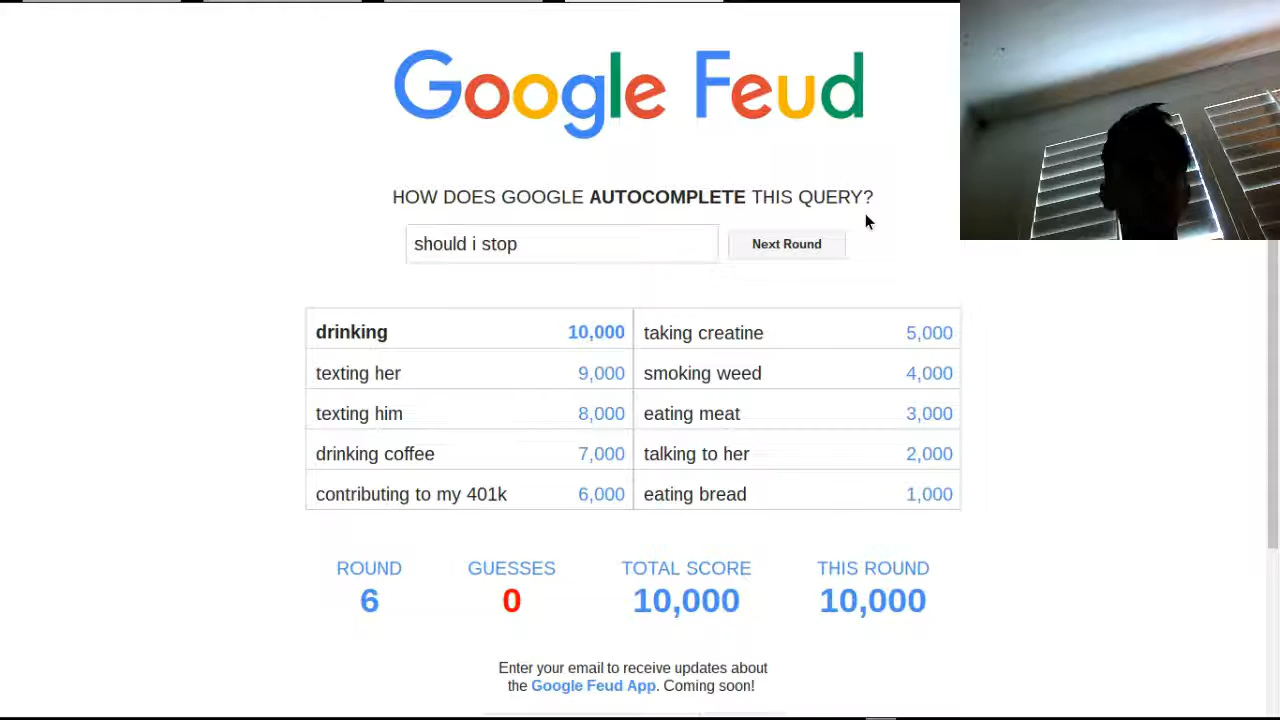 Google Feud
HOW DOES GOOGLE AUTOCOMPLETE THIS QUERY?
should i stop
Next Round
drinking 10,000
texting her 9,000
texting him 8,000
drinking coffee 7,000
contributing to my 401k 6,000
taking creatine 5,000
smoking weed 4,000
eating meat 3,000
talking to her 2,000
eating bread 1,000
ROUND
6
GUESSES
0
TOTAL SCORE
10,000
THIS ROUND
10,000
Enter your email to receive updates about
the Google Feud App. Coming soon!